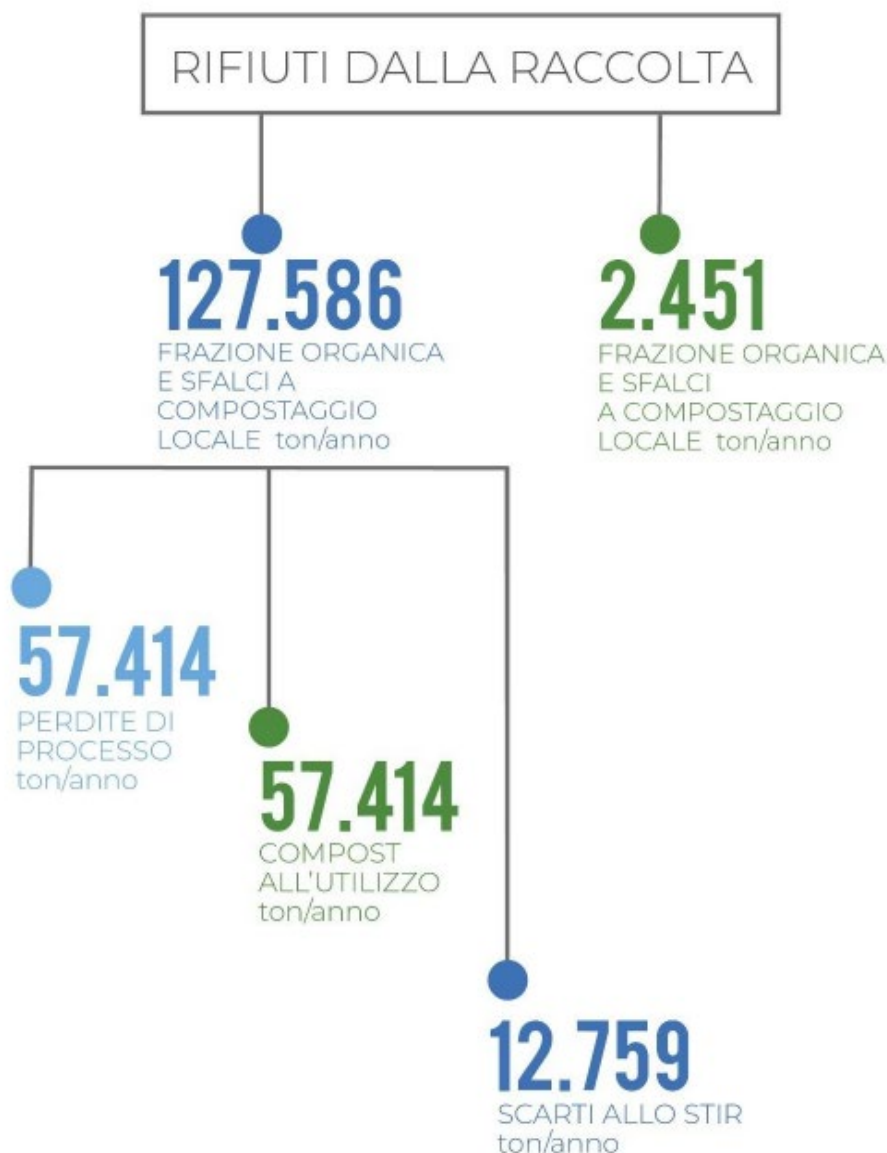 RIFIUTI DALLA RACCOLTA
127.586
FRAZIONE ORGANICA
E SFALCI A
COMPOSTAGGIO
LOCALE ton/anno
2.451
FRAZIONE ORGANICA
E SFALCI
A COMPOSTAGGIO
LOCALE ton/anno
57.414
PERDITE DI
PROCESSO
ton/anno
57.414
COMPOST
ALL'UTILIZZO
ton/anno
12.759
SCARTI ALLO STIR
ton/anno